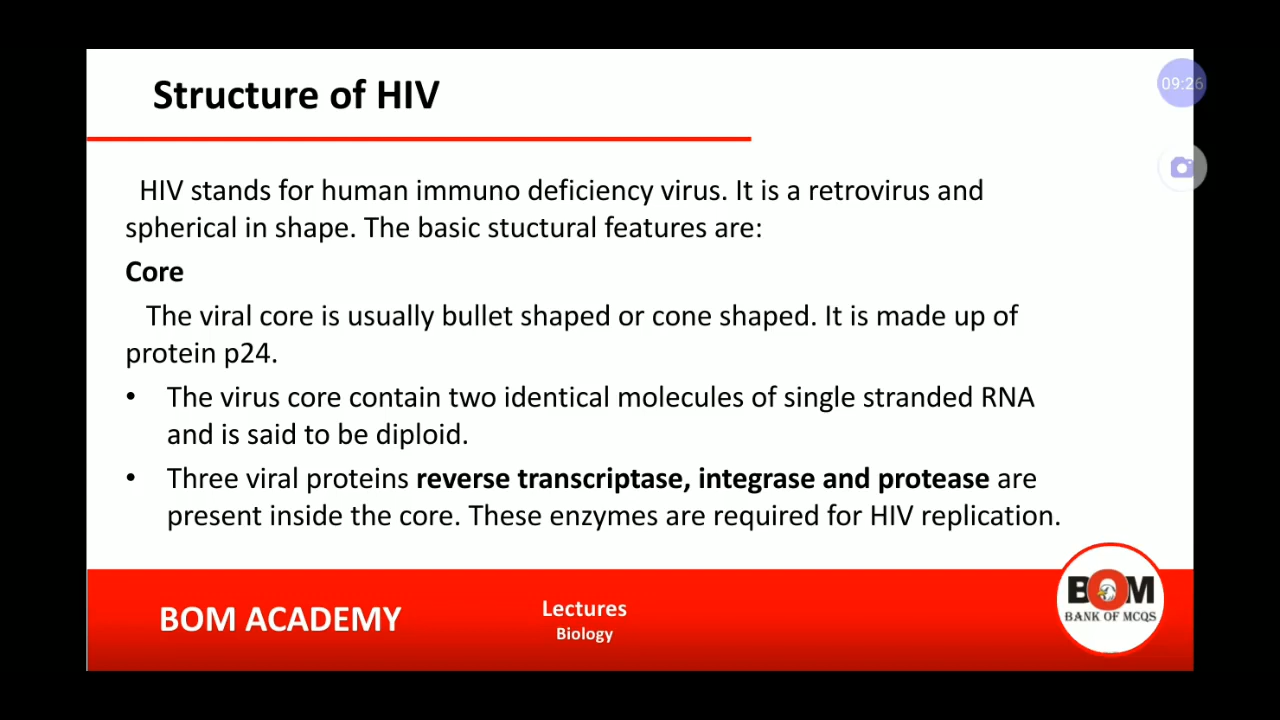 Structure of HIV
09:26
HIV stands for human immuno deficiency virus. It is a retrovirus and
spherical in shape. The basic stuctural features are:
Core
The viral core is usually bullet shaped or cone shaped. It is made up of
protein p24.
• The virus core contain two identical molecules of single stranded RNA
and is said to be diploid.
• Three viral proteins reverse transcriptase, integrase and protease are
present inside the core. These enzymes are required for HIV replication.
BOM ACADEMY
Lectures
Biology
BOM
BANK OF MCQS